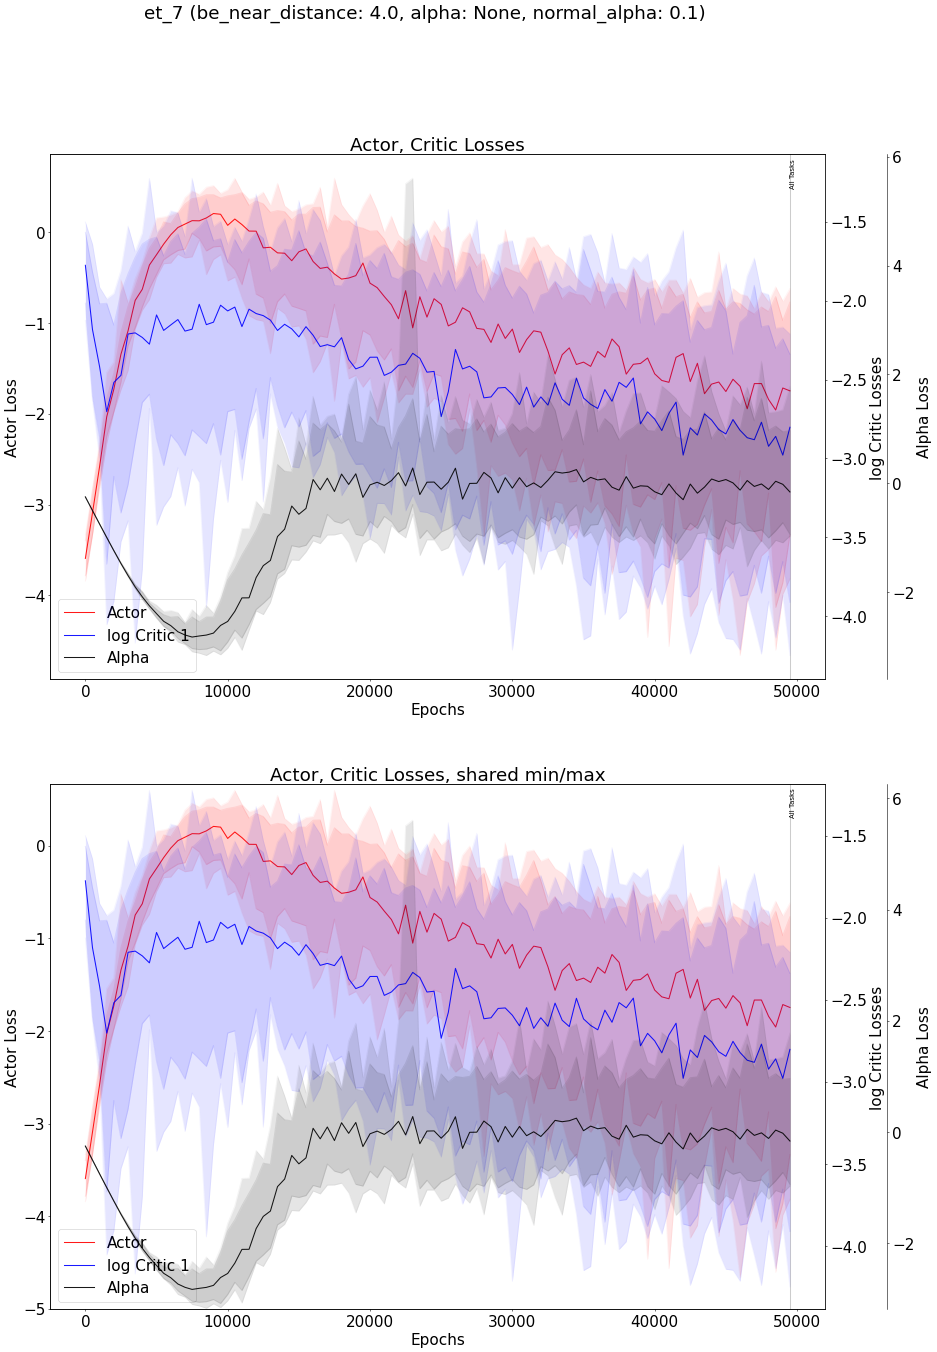 et_7 (be_near_distance: 4.0, alpha: None, normal_alpha: 0.1)
Actor, Critic Losses
All Tasks
0
−1
−2
−3
−4
Actor Loss
−1.5
−2.0
−2.5
−3.0
−3.5
−4.0
log Critic Losses
6
4
2
0
−2
Alpha Loss
Actor
log Critic 1
Alpha
0
10000
20000
30000
40000
50000
Epochs
Actor, Critic Losses, shared min/max
All Tasks
0
−1
−2
−3
−4
−5
Actor Loss
−1.5
−2.0
−2.5
−3.0
−3.5
−4.0
log Critic Losses
6
4
2
0
−2
Alpha Loss
Actor
log Critic 1
Alpha
0
10000
20000
30000
40000
50000
Epochs